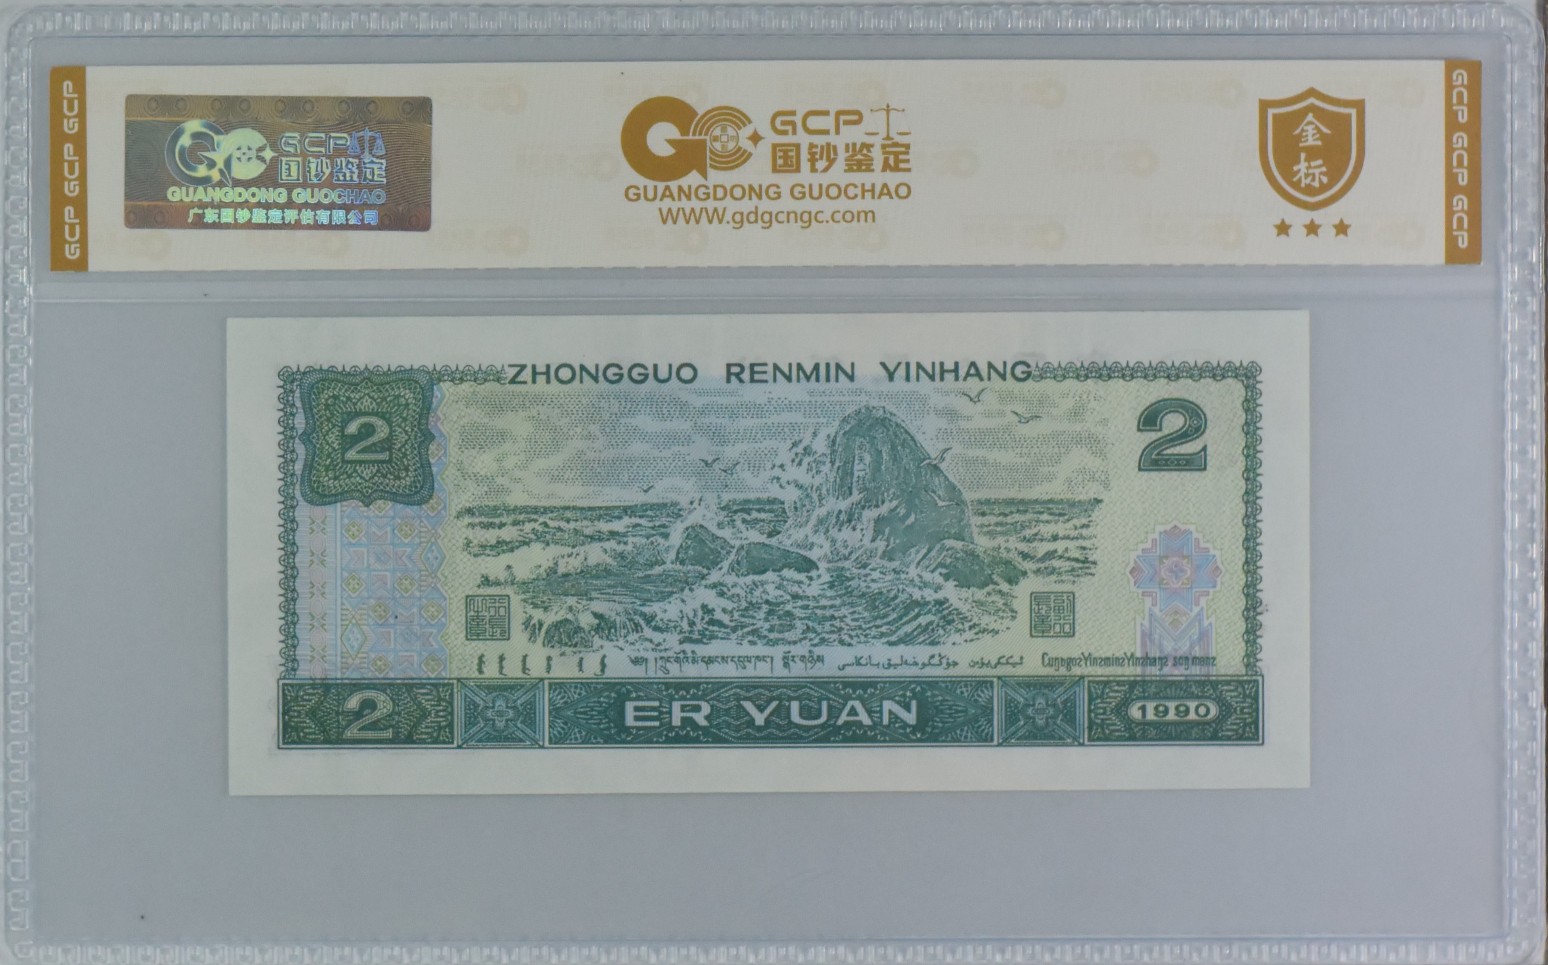 GCP GCP GCP
GCP 国钞鉴定
GUANGDONG GUOCHAO
广东国钞鉴定评估有限公司
GCP
国钞鉴定
GUANGDONG GUOCHAO
WWW.gdgcngc.com
金标
GCP GCP GCP
ZHONGGUO RENMIN YINHANG
2
2
2
ER YUAN
1990